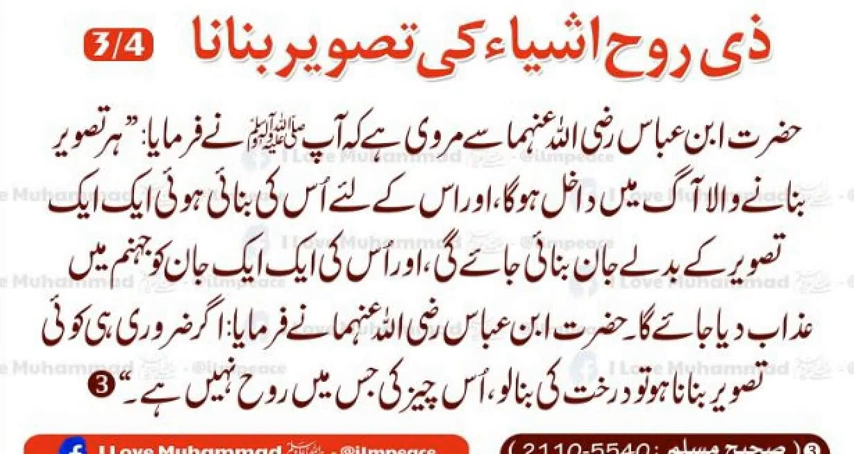 ذی روح اشیاء کی تصویر بنانا 3/4
حضرت ابن عباس رضی اللہ عنہما سے مروی ہے کہ آپ ﷺ نے فرمایا: ”ہر تصویر
بنانے والا آگ میں داخل ہوگا، اور اس کے لئے اُس کی بنائی ہوئی ایک ایک
تصویر کے بدلے جان بنائی جائے گی، اور اُس کی ایک ایک جان کو جہنم میں
عذاب دیا جائے گا۔ حضرت ابن عباس رضی اللہ عنہما نے فرمایا: اگر ضروری ہی کوئی
تصویر بنانا ہو تو درخت کی بنالو، اُس چیز کی جس میں روح نہیں ہے۔“ ❸
❸ (صحیح مسلم: 5540-2110)
I Love Muhammad ﷺ - @ilmpeace